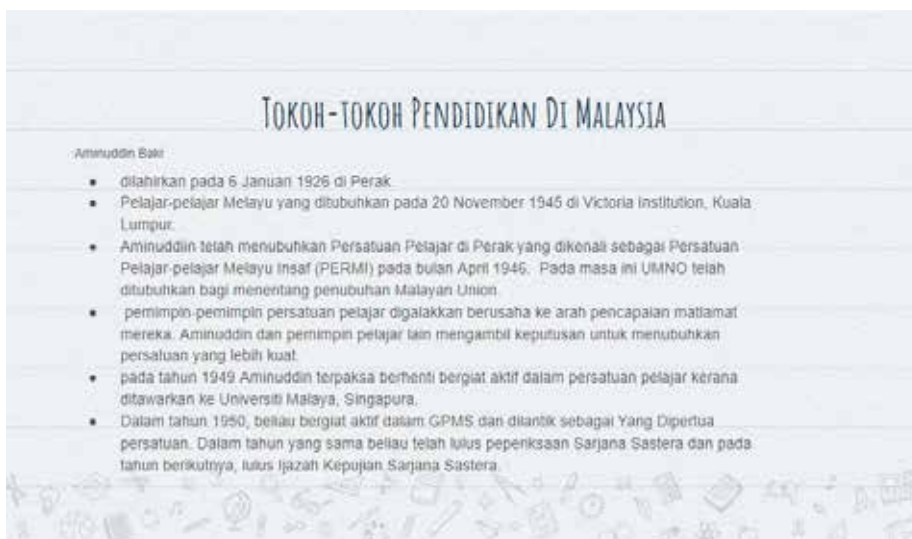 TOKOH-TOKOH PENDIDIKAN DI MALAYSIA
Aminuddin Bakr
• dilahirkan pada 6 Januari 1926 di Perak.
• Pelajar-pelajar Melayu yang ditubuhkan pada 20 November 1945 di Victoria Institution, Kuala
Lumpur.
• Aminuddiin telah menubuhkan Persatuan Pelajar di Perak yang dikenali sebagai Persatuan
Pelajar-pelajar Melayu Insaf (PERMI) pada bulan April 1946. Pada masa ini UMNO telah
ditubuhkan bagi menentang penubuhan Malayan Union.
• pemimpin-pemimpin persatuan pelajar digalakkan berusaha ke arah pencapaian matlamat
mereka. Aminuddin dan pemimpin pelajar lain mengambil keputusan untuk menubuhkan
persatuan yang lebih kuat.
• pada tahun 1949 Aminuddin terpaksa berhenti bergiat aktif dalam persatuan pelajar kerana
ditawarkan ke Universiti Malaya, Singapura.
• Dalam tahun 1950, beliau bergiat aktif dalam GPMS dan dilantik sebagai Yang Dipertua
persatuan. Dalam tahun yang sama beliau telah lulus peperiksaan Sarjana Sastera dan pada
tahun berikutnya, lulus Ijazah Kepujian Sarjana Sastera.